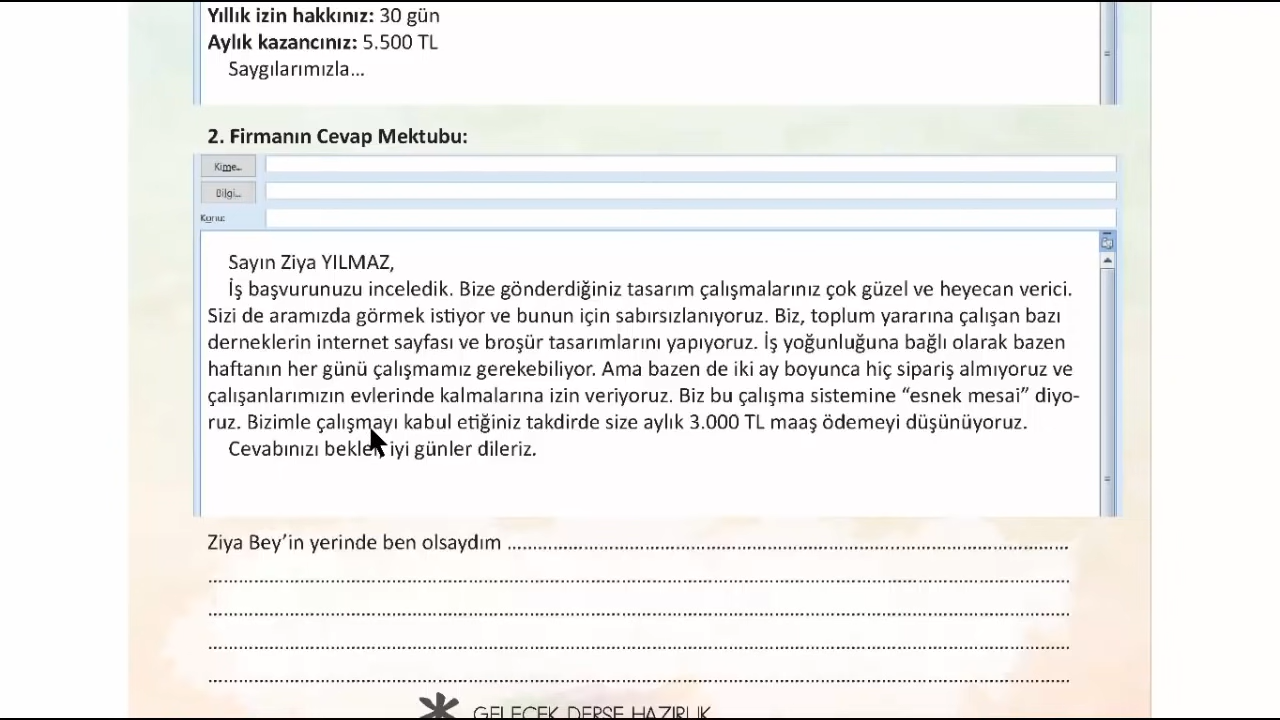 Yıllık izin hakkınız: 30 gün
Aylık kazancınız: 5.500 TL
Saygılarımızla...
2. Firmanın Cevap Mektubu:
Kime...
Bilgi...
Konu:
Sayın Ziya YILMAZ,
İş başvurunuzu inceledik. Bize gönderdiğiniz tasarım çalışmalarınız çok güzel ve heyecan verici.
Sizi de aramızda görmek istiyor ve bunun için sabırsızlanıyoruz. Biz, toplum yararına çalışan bazı
derneklerin internet sayfası ve broşür tasarımlarını yapıyoruz. İş yoğunluğuna bağlı olarak bazen
haftanın her günü çalışmamız gerekebiliyor. Ama bazen de iki ay boyunca hiç sipariş almıyoruz ve
çalışanlarımızın evlerinde kalmalarına izin veriyoruz. Biz bu çalışma sistemine “esnek mesai” diyo-
ruz. Bizimle çalışmayı kabul etiğiniz takdirde size aylık 3.000 TL maaş ödemeyi düşünüyoruz.
Cevabınızı iyi günler dileriz.
Ziya Bey’in yerinde ben olsaydım ......................................................................
......................................................................
......................................................................
......................................................................
......................................................................
GELECEK DERSE HAZIRLIK